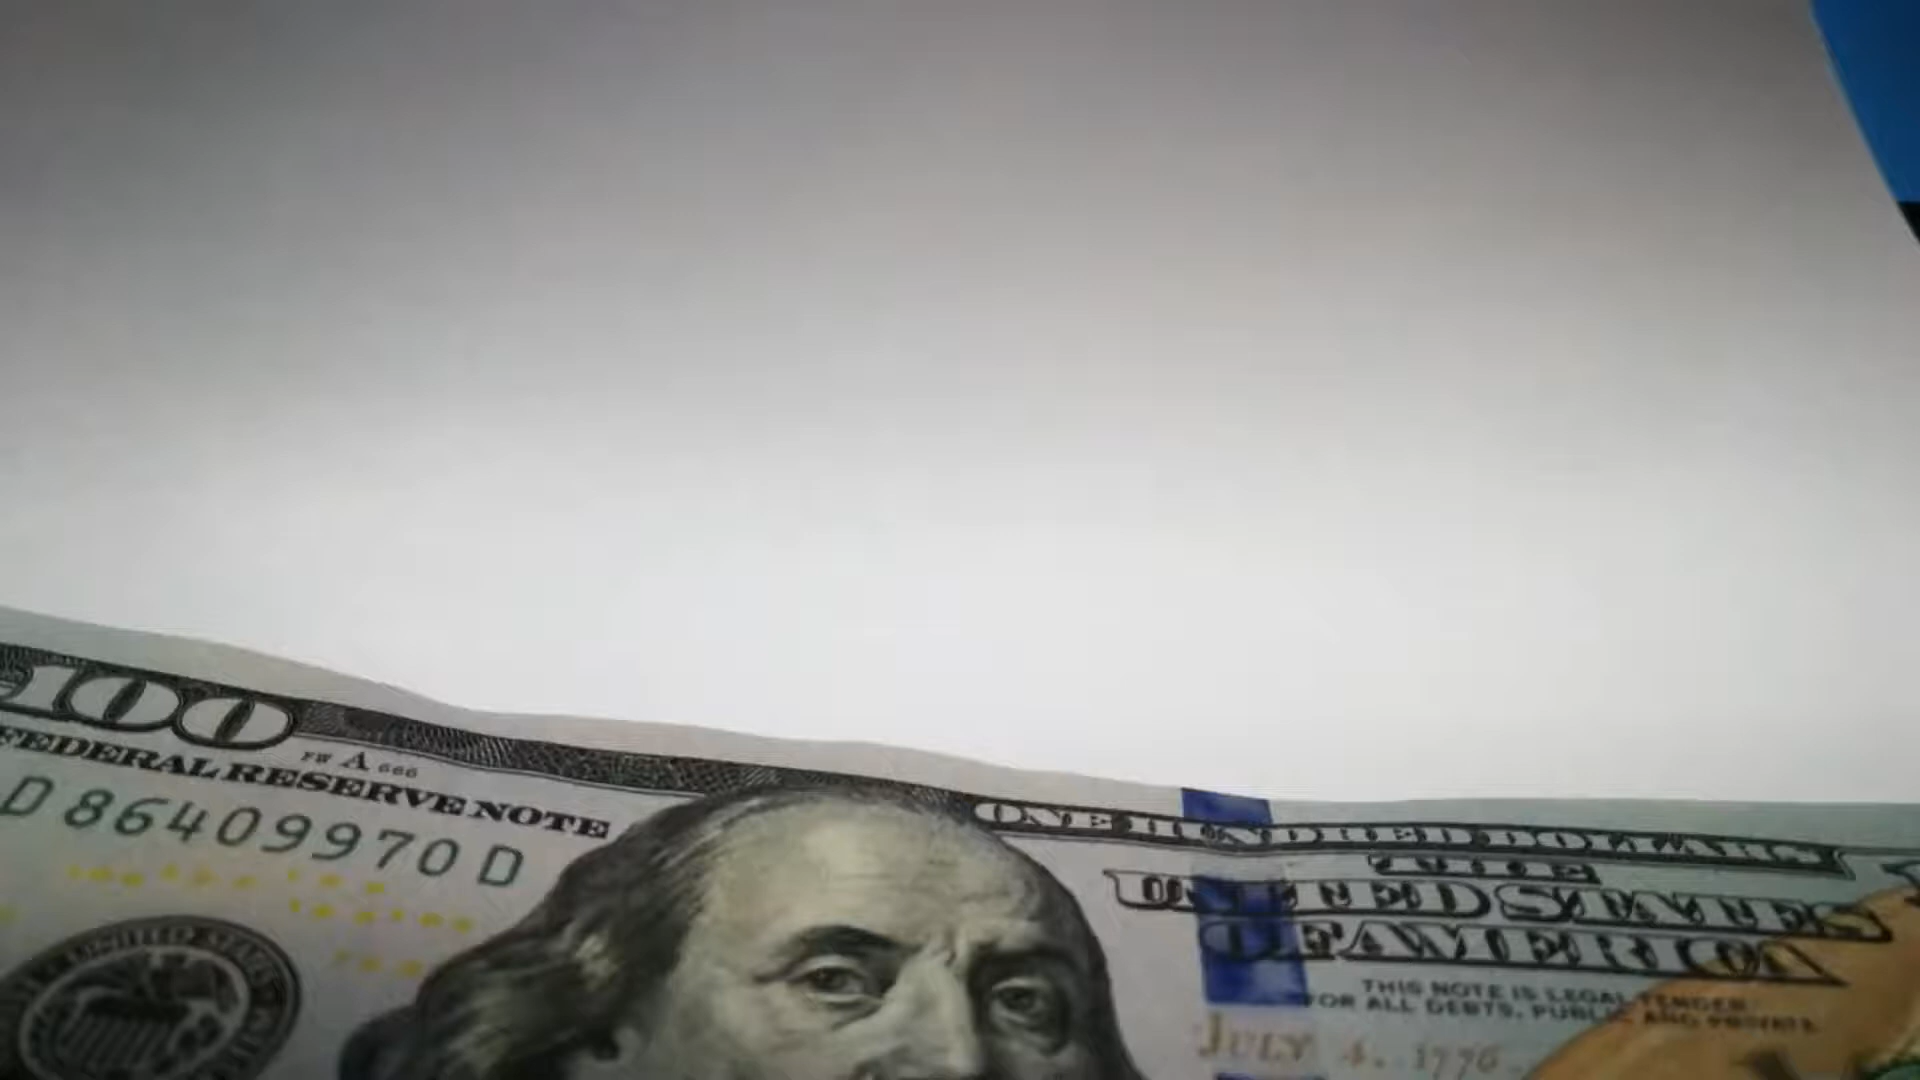 100
FEDERAL RESERVE NOTE
FW A 666
D 86409970 D
ONE HUNDRED DOLLARS
THE
UNITED STATES
OF AMERICA
THIS NOTE IS LEGAL TENDER
FOR ALL DEBTS, PUBLIC AND PRIVATE
JULY 4, 1776